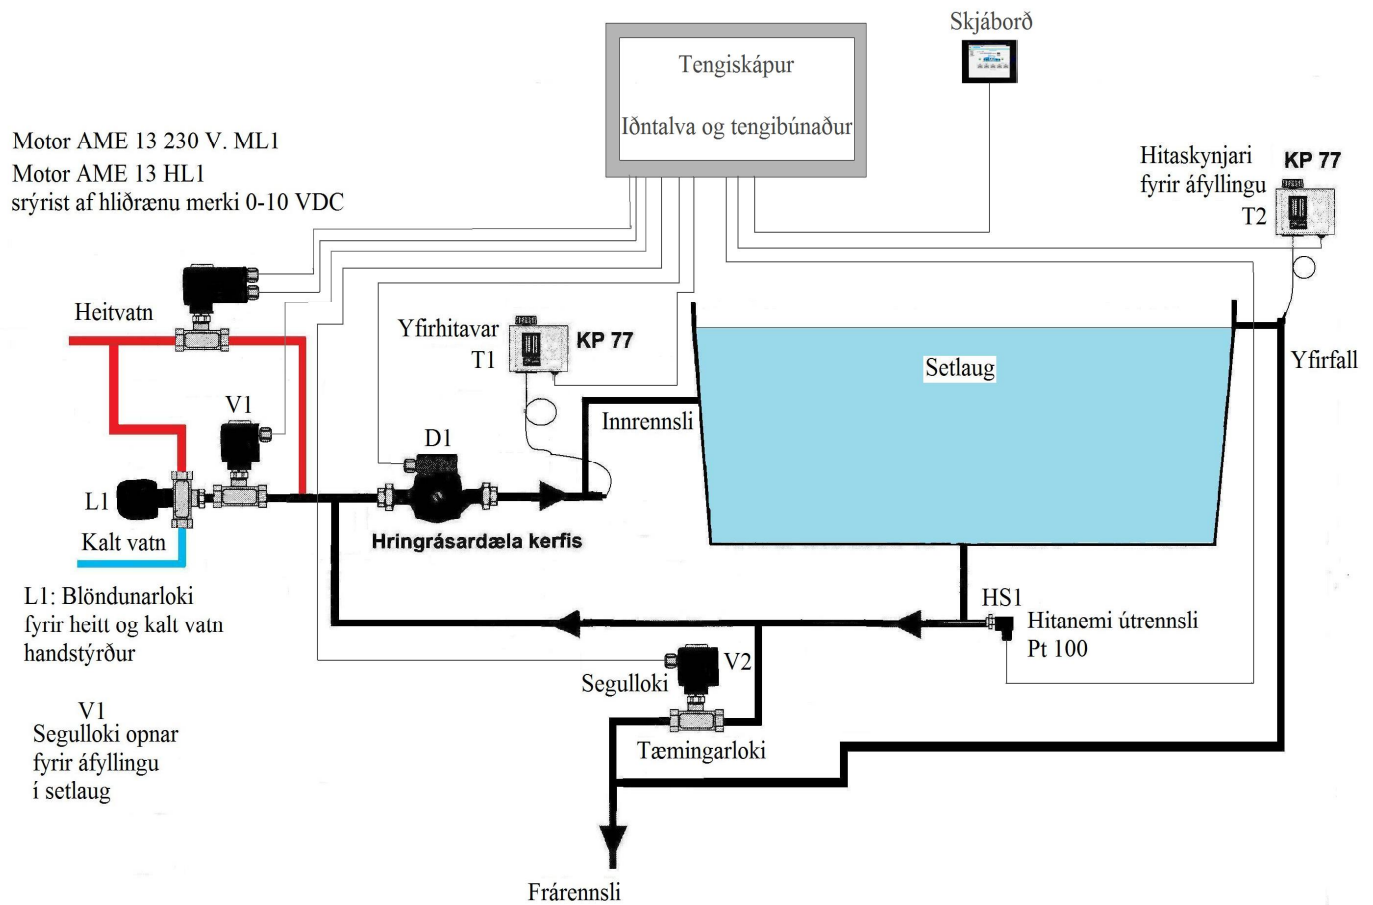 Skjáborð
Tengiskápur
Iðntalva og tengibúnaður
Motor AME 13 230 V. ML1
Motor AME 13 HL1
srýrist af hliðrænu merki 0-10 VDC
Hitaskynjari
fyrir áfyllingu
T2
KP 77
Heitvatn
Yfirhitavar
T1
KP 77
Setlaug
Yfirfall
V1
Innrennsli
D1
L1
Hringrásardæla kerfis
Kalt vatn
L1: Blöndunarloki
fyrir heitt og kalt vatn
handstýrður
HS1
Hitanemi útrennsli
Pt 100
V2
Segulloki
V1
Segulloki opnar
fyrir áfyllingu
í setlaug
Tæmingarloki
Frárennsli